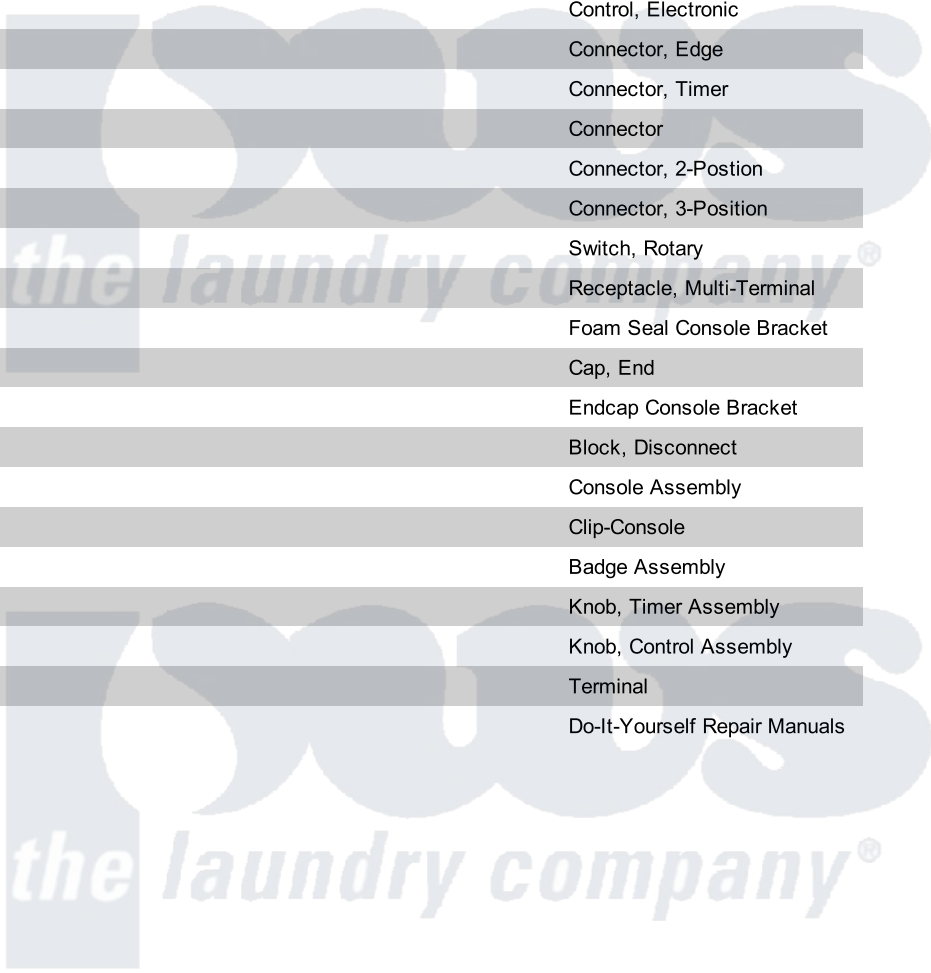 Control, Electronic
Connector, Edge
Connector, Timer
Connector
Connector, 2-Postion
Connector, 3-Position
Switch, Rotary
the laundry company®
Receptacle, Multi-Terminal
Foam Seal Console Bracket
Cap, End
Endcap Console Bracket
Block, Disconnect
Console Assembly
Clip-Console
Badge Assembly
Knob, Timer Assembly
Knob, Control Assembly
Terminal
Do-It-Yourself Repair Manuals
pws
the laundry company®